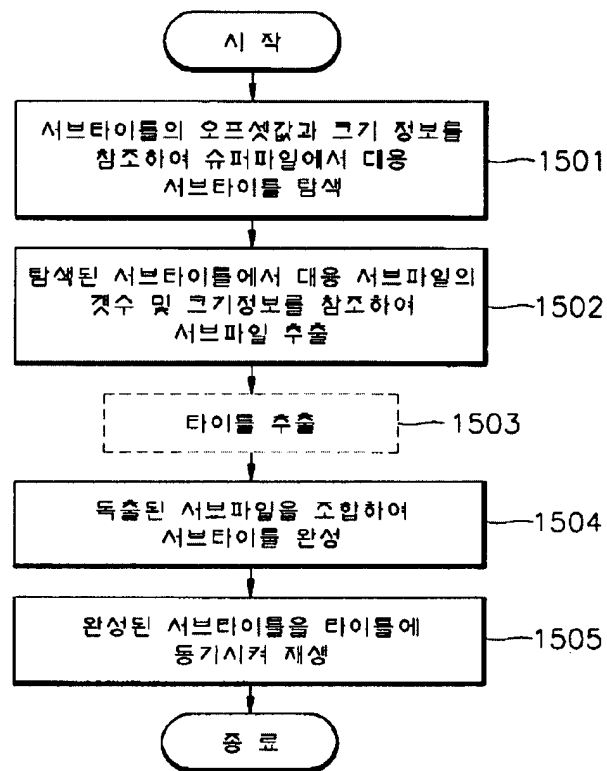 시 작
서브타이틀의 오프셋값과 크기 정보를
참조하여 슈퍼파일에서 대응
서브타이틀 탐색
1501
탐색된 서브타이틀에서 대응 서브파일의
갯수 및 크기정보를 참조하여
서브파일 추출
1502
타이틀 추출
1503
독출된 서브파일을 조합하여
서브타이틀 완성
1504
완성된 서브타이틀을 타이틀에
동기시켜 재생
1505
종 료